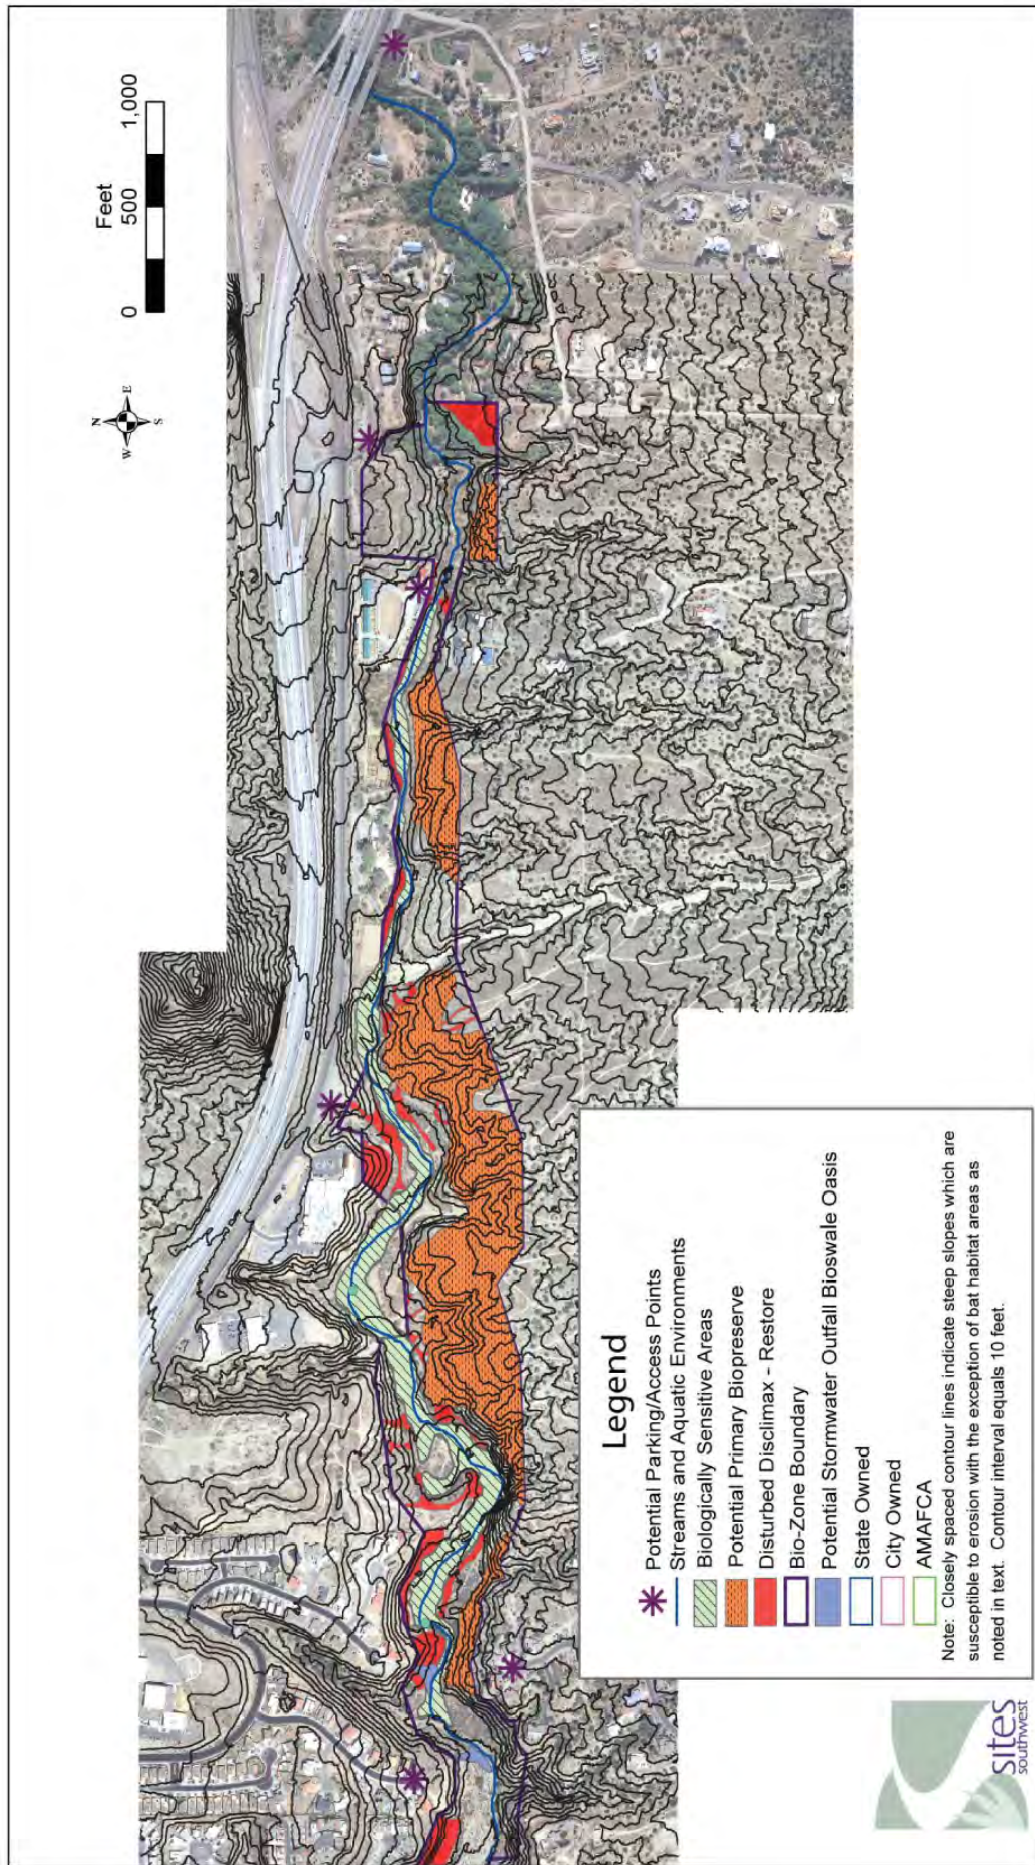 Feet
0 500 1,000
N
W E
S
Legend
Potential Parking/Access Points
Streams and Aquatic Environments
Biologically Sensitive Areas
Potential Primary Biopreserve
Disturbed Disclimax - Restore
Bio-Zone Boundary
Potential Stormwater Outfall Bioswale Oasis
State Owned
City Owned
AMAFCA
Note: Closely spaced contour lines indicate steep slopes which are
susceptible to erosion with the exception of bat habitat areas as
noted in text. Contour interval equals 10 feet.
sites
southwest